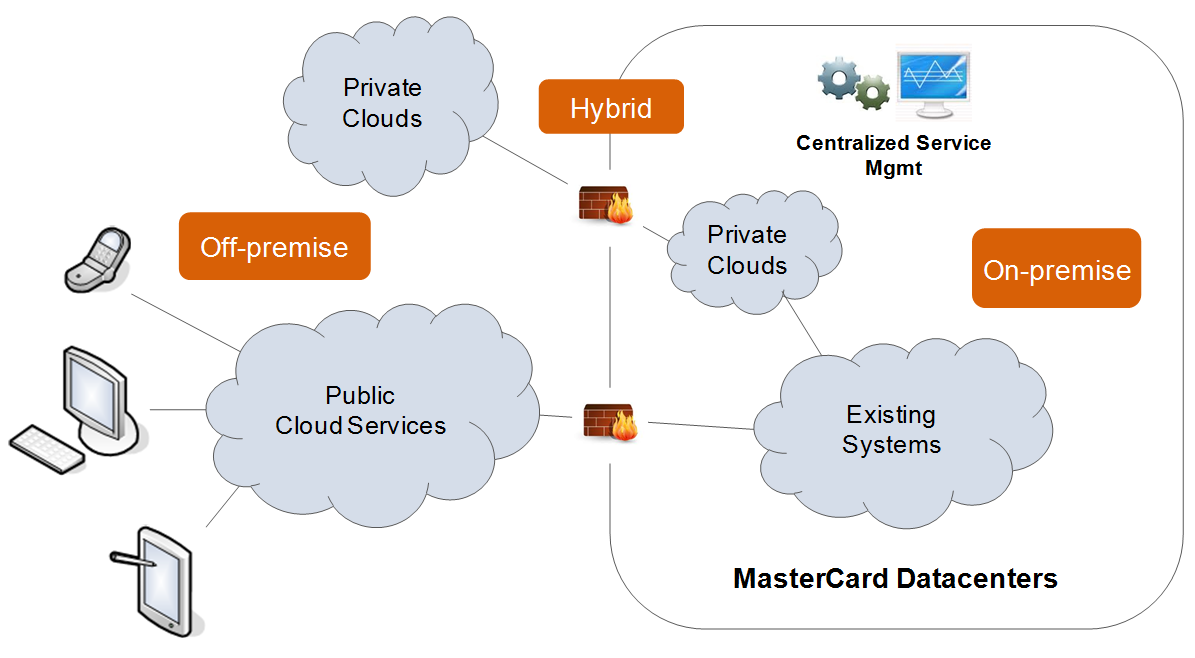 Private
Clouds
Hybrid
Centralized Service
Mgmt
Off-premise
Private
Clouds
On-premise
Public
Cloud Services
Existing
Systems
MasterCard Datacenters